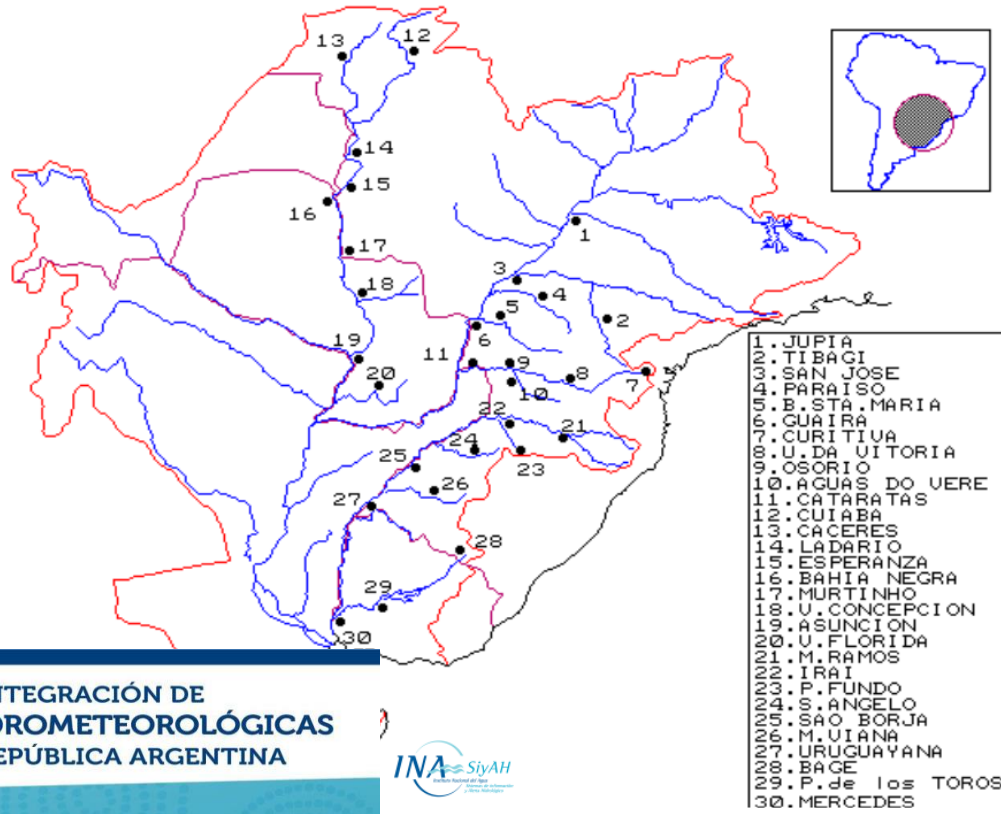 13
12
14
15
16
17
18
1
3
4
5
2
6
19
11
9
20
8
7
10
22
21
24
23
25
26
27
28
29
30
1.JUPIA
2.TIBAGI
3.SAN JOSE
4.PARAISO
5.B.STA.MARIA
6.GUAIRA
7.CURITIVA
8.U.DA VITORIA
9.OSORIO
10.AGUAS DO VERE
11.CATARATAS
12.CUIABA
13.CACERES
14.LADARIO
15.ESPERANZA
16.BAHIA NEGRA
17.MURTINHO
18.V.CONCEPCION
19.ASUNCION
20.V.FLORIDA
21.M.RAMOS
22.IRAI
23.P.FUNDO
24.S.ANGELO
25.SAO BORJA
26.M.VIANA
27.URUGUAYANA
28.BAGE
29.P.de los TOROS
30.MERCEDES
NTEGRACIÓN DE
OROMETEOROLÓGICAS
EPÚBLICA ARGENTINA
INA SiyAH
Instituto Nacional del Agua